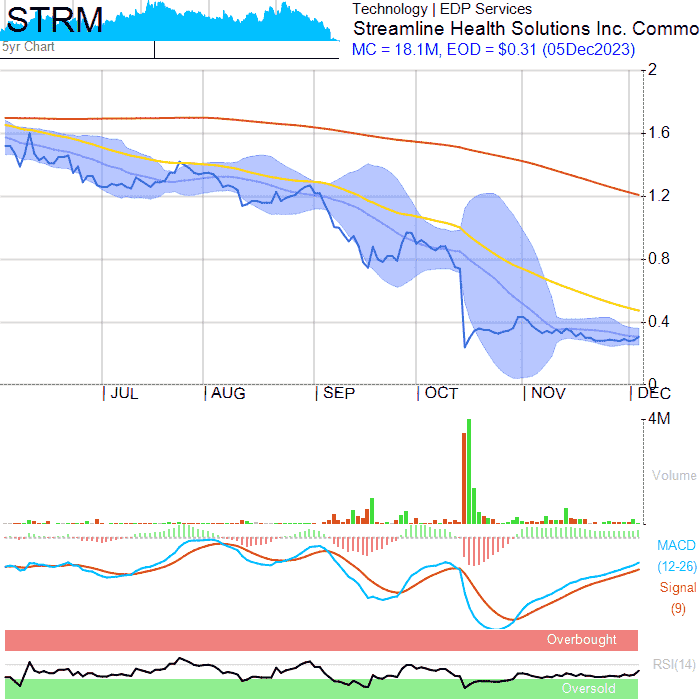 STRM
Technology | EDP Services
Streamline Health Solutions Inc. Commo
5yr Chart
MC = 18.1M, EOD = $0.31 (05Dec2023)
2
1.6
1.2
0.8
0.4
0
JUL AUG SEP OCT NOV DEC
4M
Volume
MACD
(12-26)
Signal
(9)
Overbought
RSI(14)
Oversold